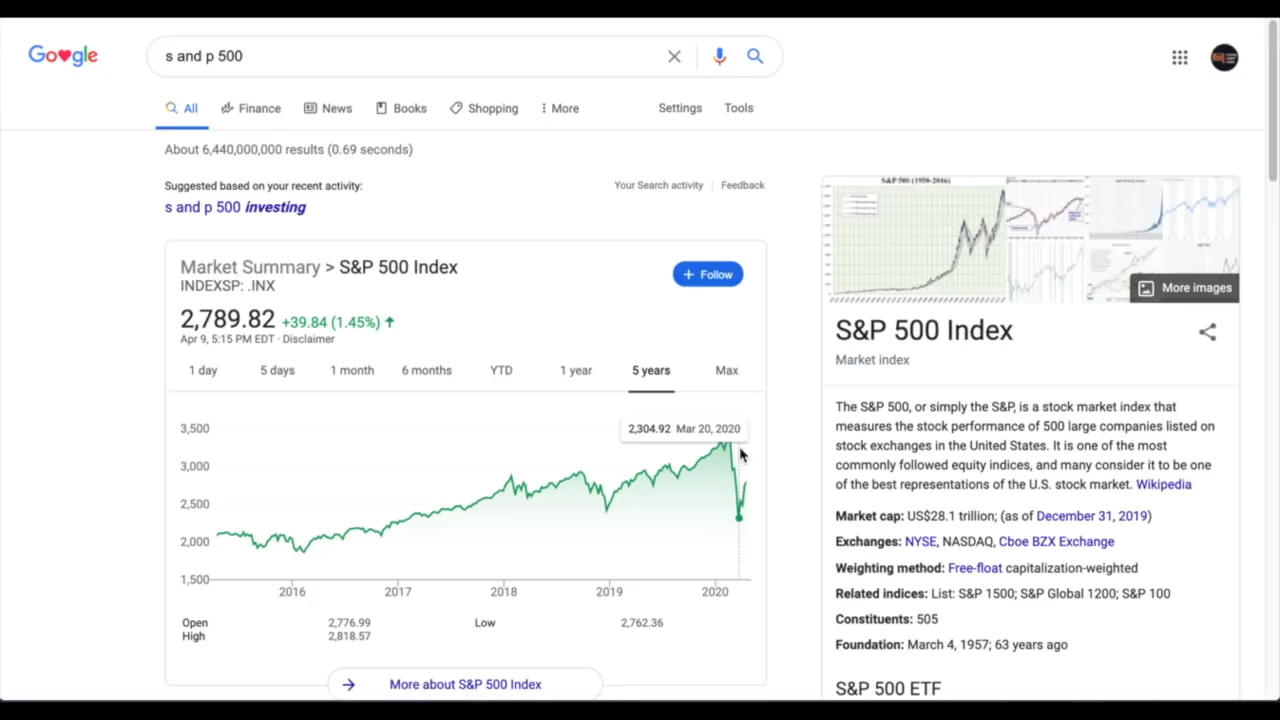 Google
s and p 500
All Finance News Books Shopping More Settings Tools
About 6,440,000,000 results (0.69 seconds)
Suggested based on your recent activity:
Your Search activity | Feedback
s and p 500 investing
Market Summary > S&P 500 Index
INDEXSP: .INX
+ Follow
2,789.82 +39.84 (1.45%) ↑
Apr 9, 5:15 PM EDT · Disclaimer
1 day 5 days 1 month 6 months YTD 1 year 5 years Max
2,304.92 Mar 20, 2020
3,500
3,000
2,500
2,000
1,500
2016 2017 2018 2019 2020
Open 2,776.99 Low 2,762.36
High 2,818.57
→ More about S&P 500 Index
S&P 500 (1950-2016)
More images
S&P 500 Index
Market index
The S&P 500, or simply the S&P, is a stock market index that
measures the stock performance of 500 large companies listed on
stock exchanges in the United States. It is one of the most
commonly followed equity indices, and many consider it to be one
of the best representations of the U.S. stock market. Wikipedia
Market cap: US$28.1 trillion; (as of December 31, 2019)
Exchanges: NYSE, NASDAQ, Cboe BZX Exchange
Weighting method: Free-float capitalization-weighted
Related indices: List: S&P 1500; S&P Global 1200; S&P 100
Constituents: 505
Foundation: March 4, 1957; 63 years ago
S&P 500 ETF